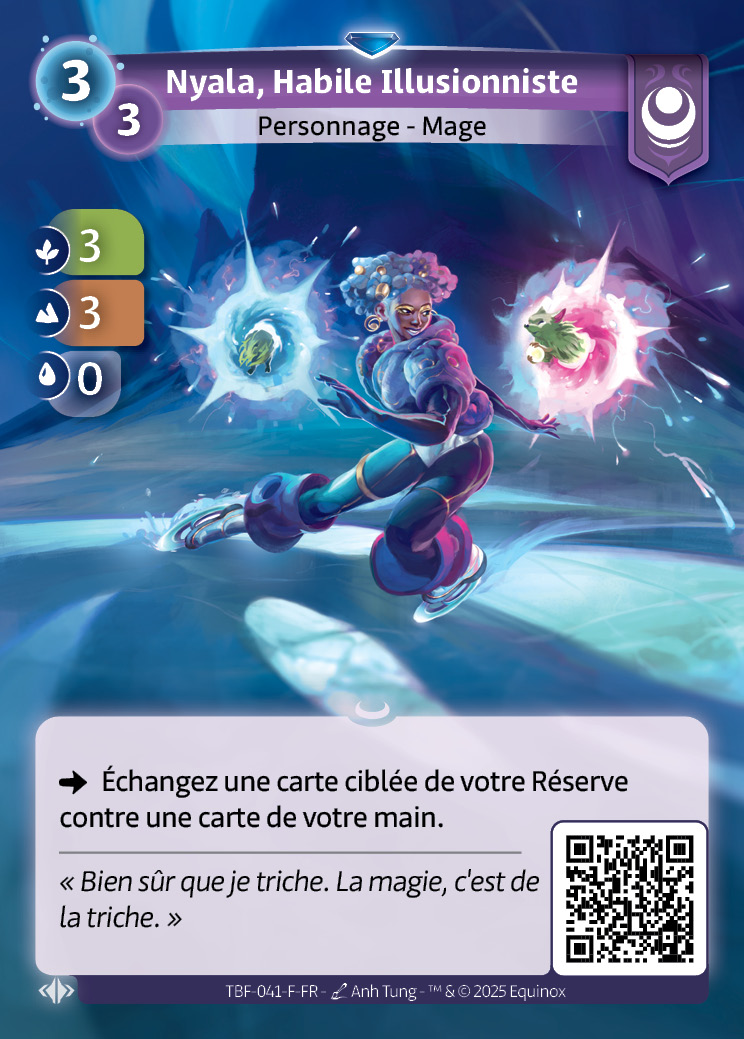 3
Nyala, Habile Illusionniste
3
Personnage - Mage
3
3
0
Échangez une carte ciblée de votre Réserve
contre une carte de votre main.
« Bien sûr que je triche. La magie, c'est de
la triche. »
TBF-041-F-FR - Anh Tung - ™ & © 2025 Equinox